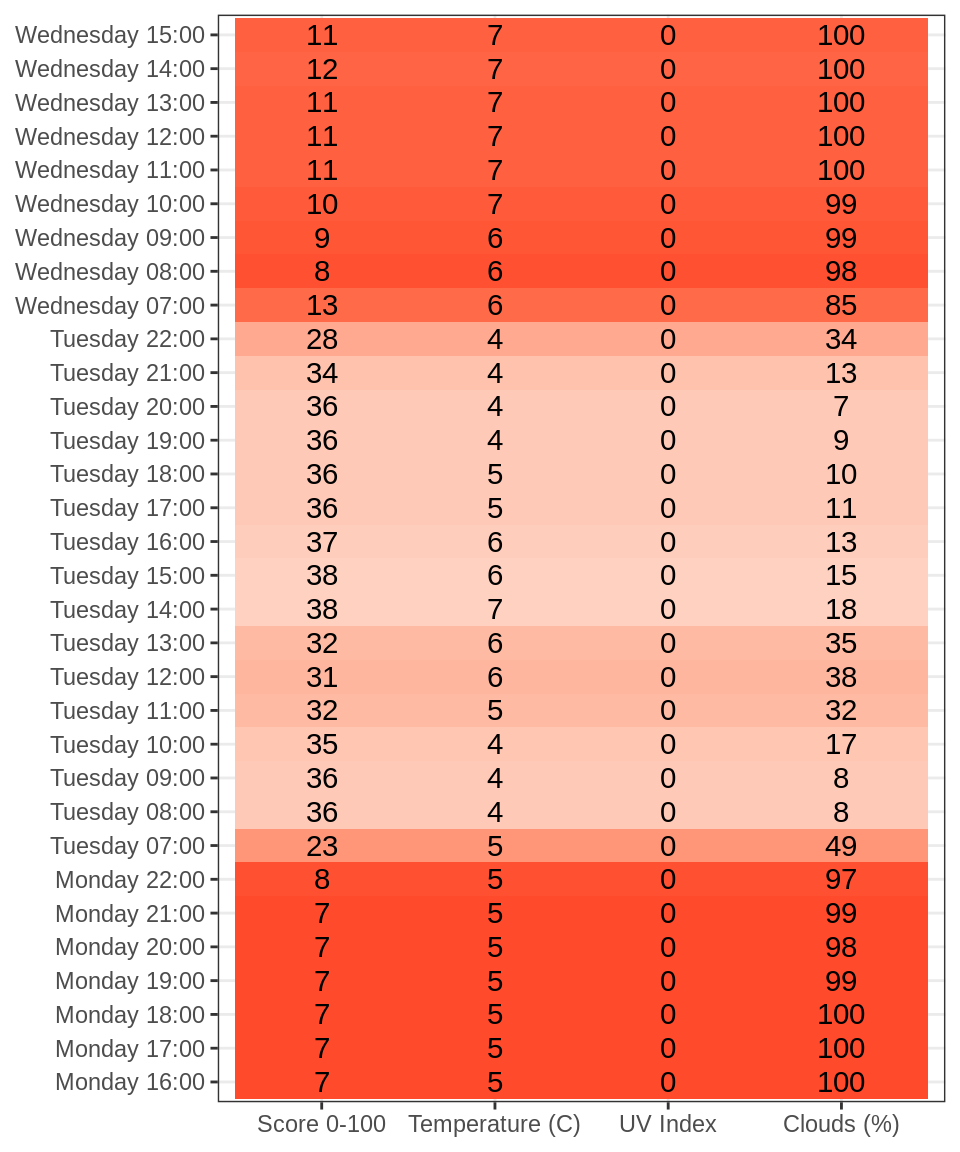 Wednesday 15:00 11 7 0 100
Wednesday 14:00 12 7 0 100
Wednesday 13:00 11 7 0 100
Wednesday 12:00 11 7 0 100
Wednesday 11:00 11 7 0 100
Wednesday 10:00 10 7 0 99
Wednesday 09:00 9 6 0 99
Wednesday 08:00 8 6 0 98
Wednesday 07:00 13 6 0 85
Tuesday 22:00 28 4 0 34
Tuesday 21:00 34 4 0 13
Tuesday 20:00 36 4 0 7
Tuesday 19:00 36 4 0 9
Tuesday 18:00 36 5 0 10
Tuesday 17:00 36 5 0 11
Tuesday 16:00 37 6 0 13
Tuesday 15:00 38 6 0 15
Tuesday 14:00 38 7 0 18
Tuesday 13:00 32 6 0 35
Tuesday 12:00 31 6 0 38
Tuesday 11:00 32 5 0 32
Tuesday 10:00 35 4 0 17
Tuesday 09:00 36 4 0 8
Tuesday 08:00 36 4 0 8
Tuesday 07:00 23 5 0 49
Monday 22:00 8 5 0 97
Monday 21:00 7 5 0 99
Monday 20:00 7 5 0 98
Monday 19:00 7 5 0 99
Monday 18:00 7 5 0 100
Monday 17:00 7 5 0 100
Monday 16:00 7 5 0 100
Score 0-100 Temperature (C) UV Index Clouds (%)